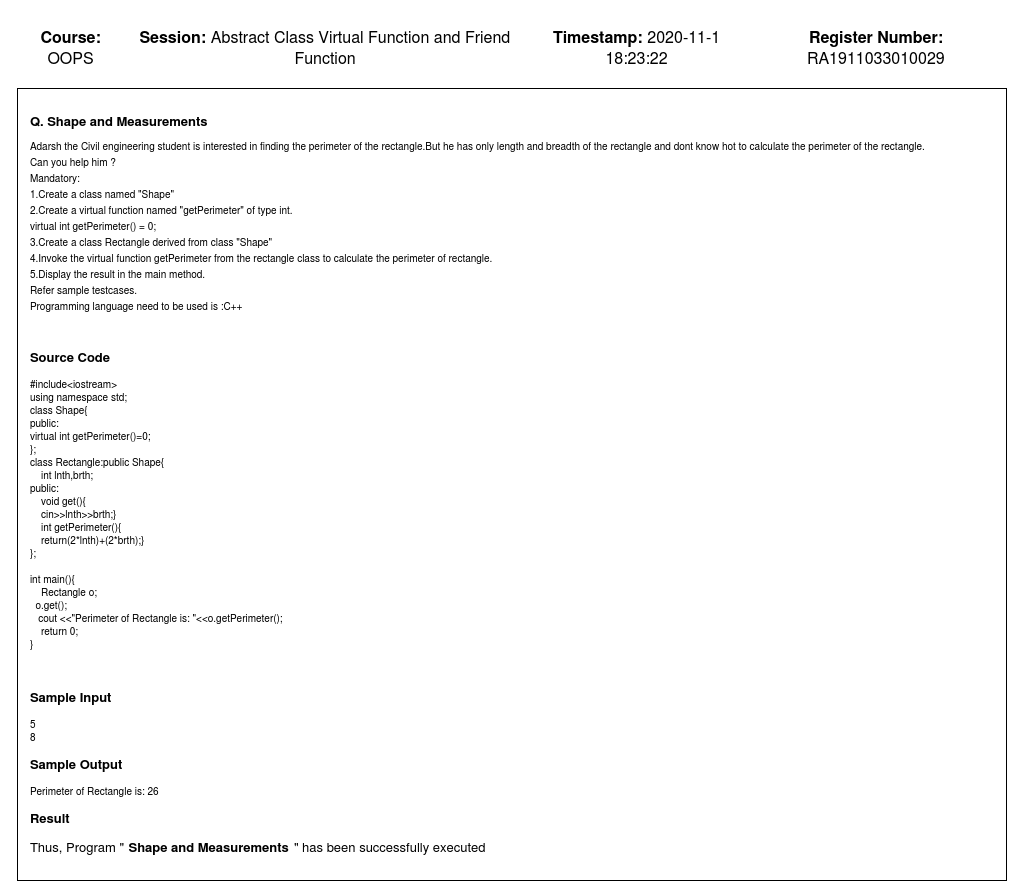 Course: OOPS
Session: Abstract Class Virtual Function and Friend Function
Timestamp: 2020-11-1 18:23:22
Register Number: RA1911033010029
Q. Shape and Measurements
Adarsh the Civil engineering student is interested in finding the perimeter of the rectangle.But he has only length and breadth of the rectangle and dont know hot to calculate the perimeter of the rectangle.
Can you help him ?
Mandatory:
1.Create a class named "Shape"
2.Create a virtual function named "getPerimeter" of type int.
virtual int getPerimeter() = 0;
3.Create a class Rectangle derived from class "Shape"
4.Invoke the virtual function getPerimeter from the rectangle class to calculate the perimeter of rectangle.
5.Display the result in the main method.
Refer sample testcases.
Programming language need to be used is :C++
Source Code
#include<iostream>
using namespace std;
class Shape{
public:
virtual int getPerimeter()=0;
};
class Rectangle:public Shape{
    int lnth,brth;
public:
    void get(){
    cin>>lnth>>brth;}
    int getPerimeter(){
    return(2*lnth)+(2*brth);}
};

int main(){
    Rectangle o;
  o.get();
   cout <<"Perimeter of Rectangle is: "<<o.getPerimeter();
    return 0;
}
Sample Input
5
8
Sample Output
Perimeter of Rectangle is: 26
Result
Thus, Program " Shape and Measurements " has been successfully executed